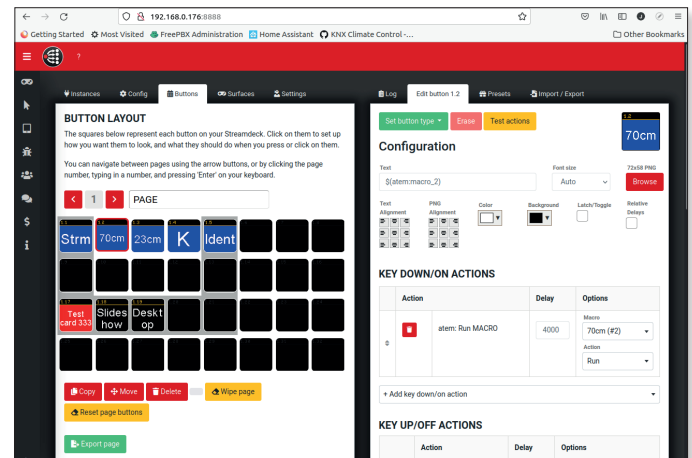 192.168.0.176:8888
Getting Started Most Visited FreePBX Administration Home Assistant KNX Climate Control -... Other Bookmarks
?
Instances Config Buttons Surfaces Settings
BUTTON LAYOUT
The squares below represent each button on your Streamdeck. Click on them to set up
how you want them to look, and what they should do when you press or click on them.
You can navigate between pages using the arrow buttons, or by clicking the page
number, typing in a number, and pressing 'Enter' on your keyboard.
1 PAGE
Strm 70cm 23cm K Ident
1.17 1.18 1.19
Test
card 333
Slides
how
Deskt
op
Copy Move Delete Wipe page
Reset page buttons
Export page
Log Edit button 1.2 Presets Import / Export
Set button type Erase Test actions
1.2
70cm
Configuration
Text Font size 72x58 PNG
$(atem:macro_2) Auto Browse
Text
Alignment
PNG
Alignment
Color Background Latch/Toggle Relative
Delays
KEY DOWN/ON ACTIONS
Action Delay Options
atem: Run MACRO 4000
Macro
70cm (#2)
Action
Run
+ Add key down/on action
KEY UP/OFF ACTIONS
Action Delay Options